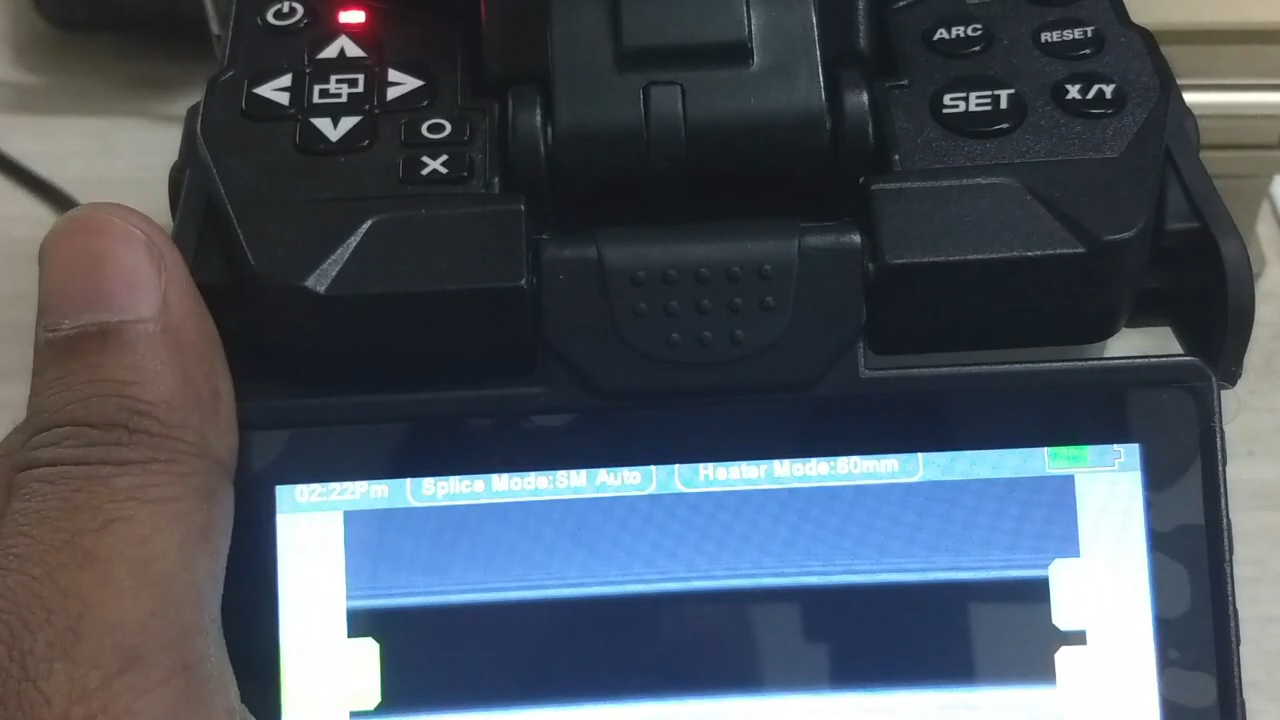 ARC
RESET
SET
X/Y
02:22Pm
Splice Mode:SM Auto
Heater Mode:60mm